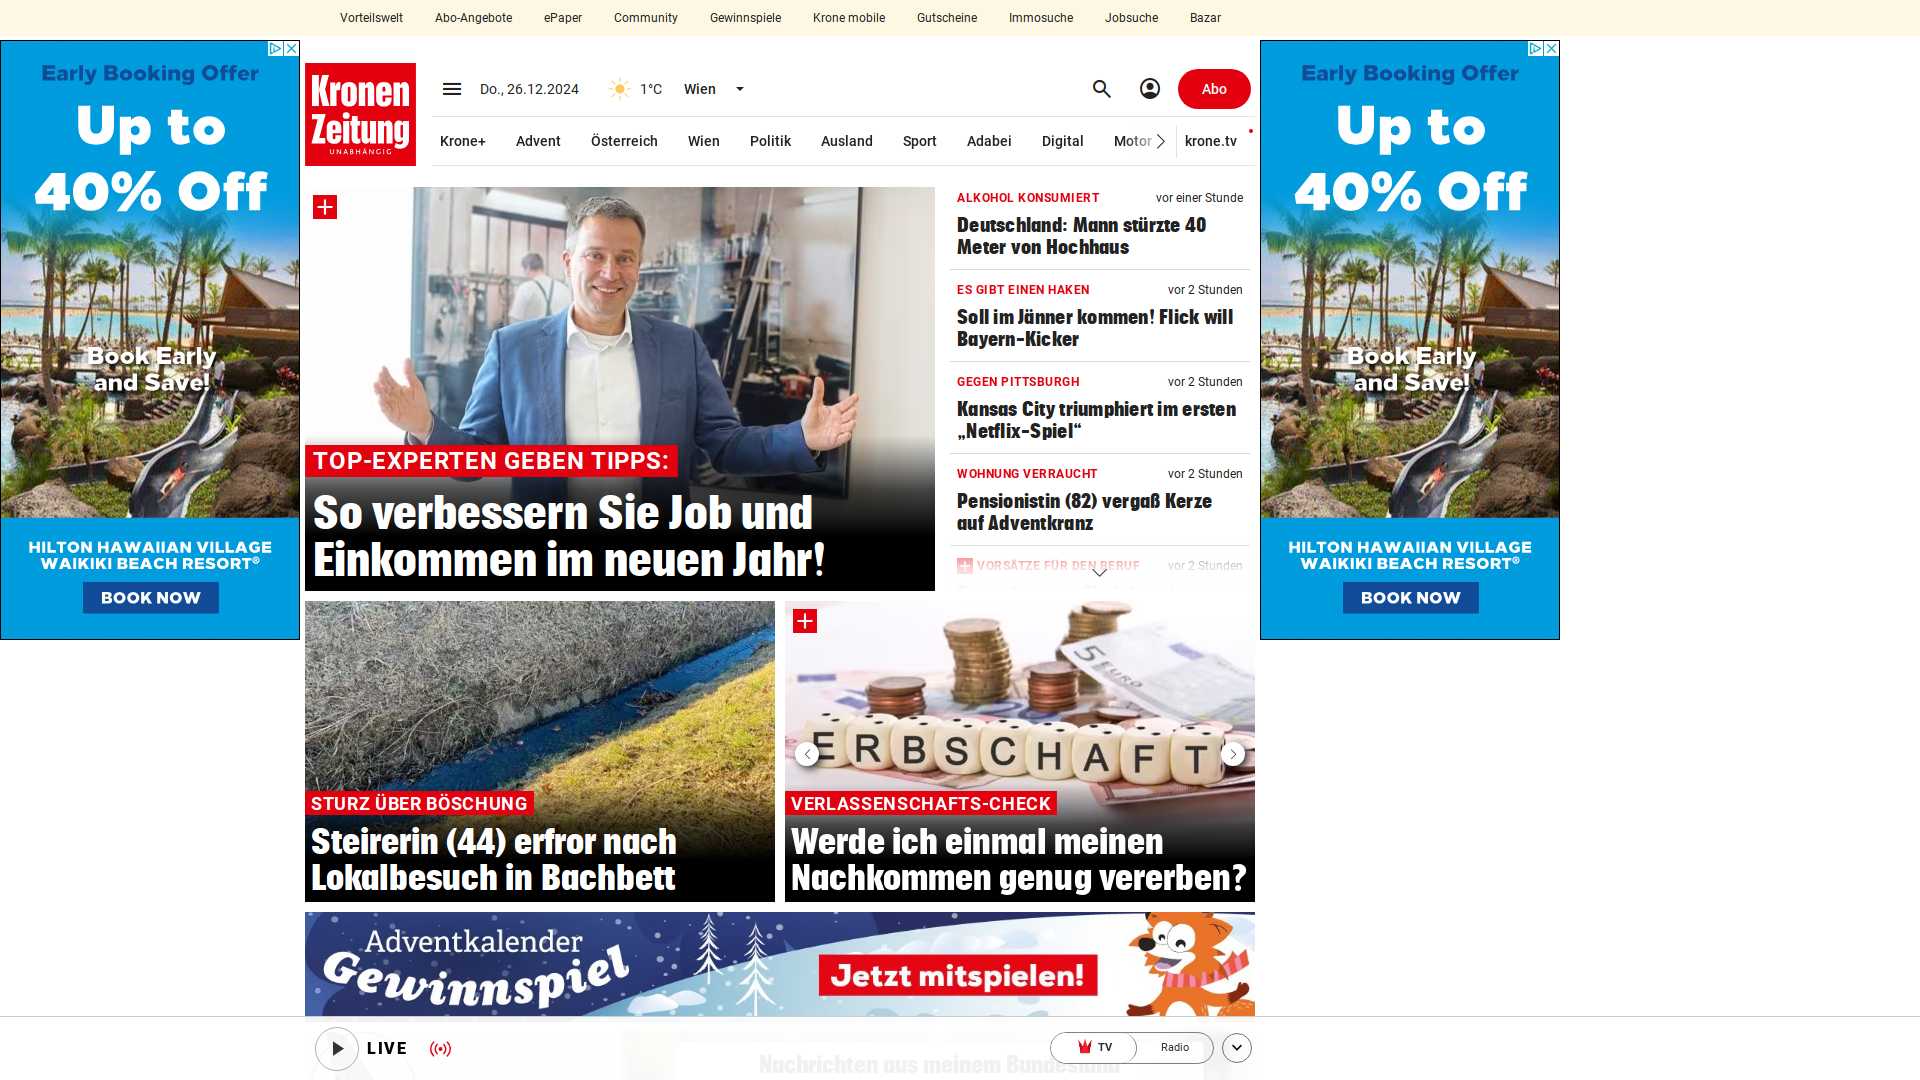 Vorteilswelt Abo-Angebote ePaper Community Gewinnspiele Krone mobile Gutscheine Immosuche Jobsuche Bazar
Early Booking Offer
Up to
40% Off
Book Early
and Save!
HILTON HAWAIIAN VILLAGE
WAIKIKI BEACH RESORT®
BOOK NOW
Kronen
Zeitung
UNABHÄNGIG
Do., 26.12.2024 1°C Wien
Abo
Krone+ Advent Österreich Wien Politik Ausland Sport Adabei Digital Motor krone.tv
TOP-EXPERTEN GEBEN TIPPS:
So verbessern Sie Job und
Einkommen im neuen Jahr!
ALKOHOL KONSUMIERT vor einer Stunde
Deutschland: Mann stürzte 40
Meter von Hochhaus
ES GIBT EINEN HAKEN vor 2 Stunden
Soll im Jänner kommen! Flick will
Bayern-Kicker
GEGEN PITTSBURGH vor 2 Stunden
Kansas City triumphiert im ersten
„Netflix-Spiel“
WOHNUNG VERRAUCHT vor 2 Stunden
Pensionistin (82) vergaß Kerze
auf Adventkranz
VORSÄTZE FÜR DEN BERUF vor 2 Stunden
STURZ ÜBER BÖSCHUNG
Steirerin (44) erfror nach
Lokalbesuch in Bachbett
5 EURO
ERBSCHAFT
VERLASSENSCHAFTS-CHECK
Werde ich einmal meinen
Nachkommen genug vererben?
Adventkalender
Gewinnspiel
Jetzt mitspielen!
Early Booking Offer
Up to
40% Off
Book Early
and Save!
HILTON HAWAIIAN VILLAGE
WAIKIKI BEACH RESORT®
BOOK NOW
LIVE
TV Radio
Nachrichten aus meinem Bundesland